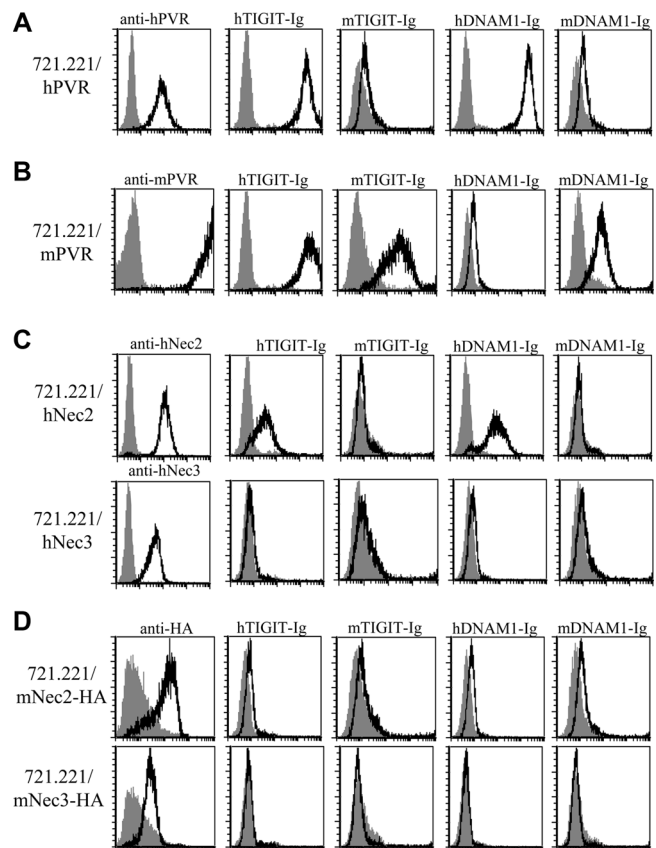 A
anti-hPVR hTIGIT-Ig mTIGIT-Ig hDNAM1-Ig mDNAM1-Ig
721.221/
hPVR
B
anti-mPVR hTIGIT-Ig mTIGIT-Ig hDNAM1-Ig mDNAM1-Ig
721.221/
mPVR
C
anti-hNec2 hTIGIT-Ig mTIGIT-Ig hDNAM1-Ig mDNAM1-Ig
721.221/
hNec2
anti-hNec3
721.221/
hNec3
D
anti-HA hTIGIT-Ig mTIGIT-Ig hDNAM1-Ig mDNAM1-Ig
721.221/
mNec2-HA
721.221/
mNec3-HA